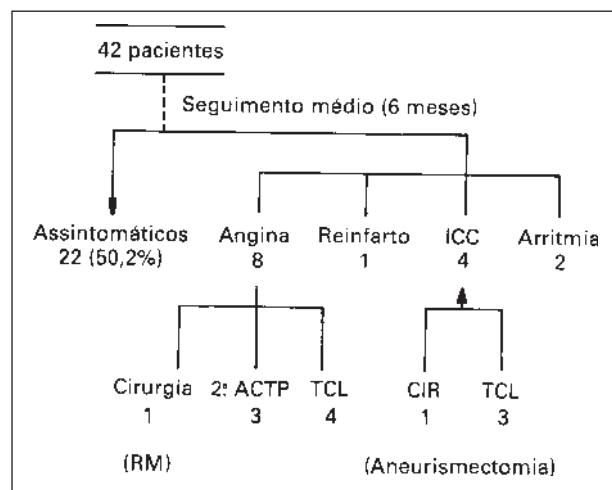 42 pacientes
Seguimento médio (6 meses)
Assintomáticos Angina Reinfarto ICC Arritmia
22 (50,2%) 8 1 4 2
Cirurgia 2ª ACTP TCL CIR TCL
1 3 4 1 3
(RM) (Aneurismectomia)